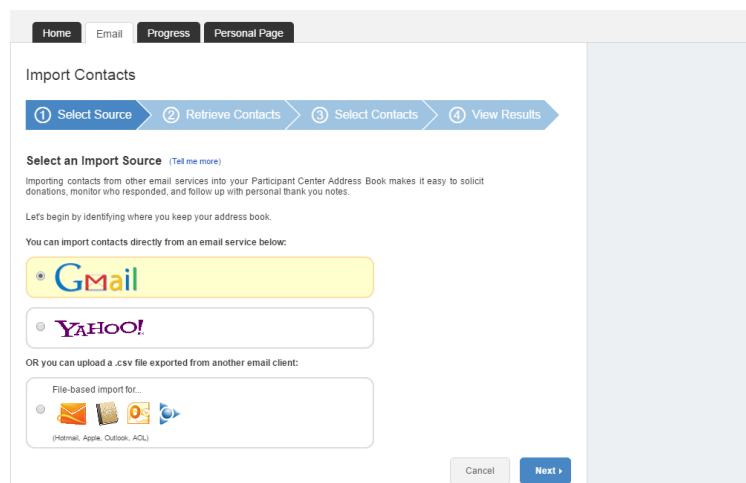 Home Email Progress Personal Page
Import Contacts
1 Select Source 2 Retrieve Contacts 3 Select Contacts 4 View Results
Select an Import Source (Tell me more)
Importing contacts from other email services into your Participant Center Address Book makes it easy to solicit
donations, monitor who responded, and follow up with personal thank you notes.
Let's begin by identifying where you keep your address book.
You can import contacts directly from an email service below:
Gmail
YAHOO!
OR you can upload a .csv file exported from another email client:
File-based import for...
(Hotmail, Apple, Outlook, AOL)
Cancel Next